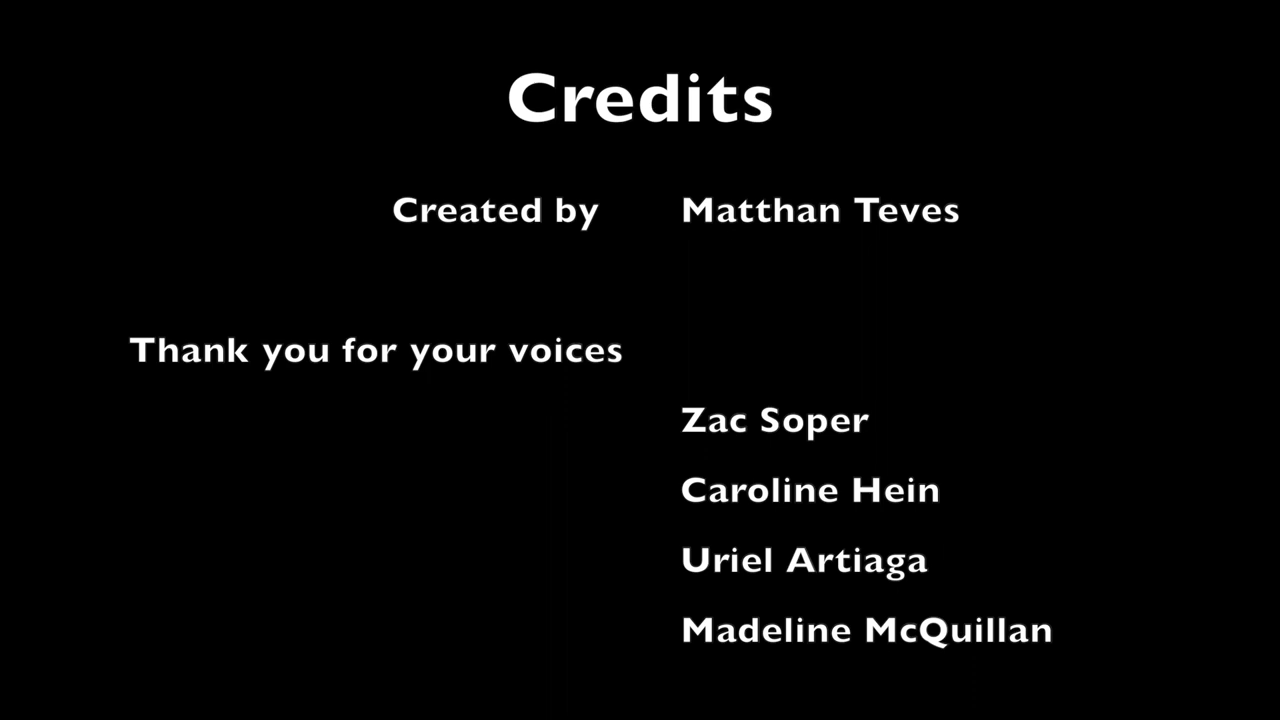 Credits
Created by Matthan Teves
Thank you for your voices
Zac Soper
Caroline Hein
Uriel Artiaga
Madeline McQuillan